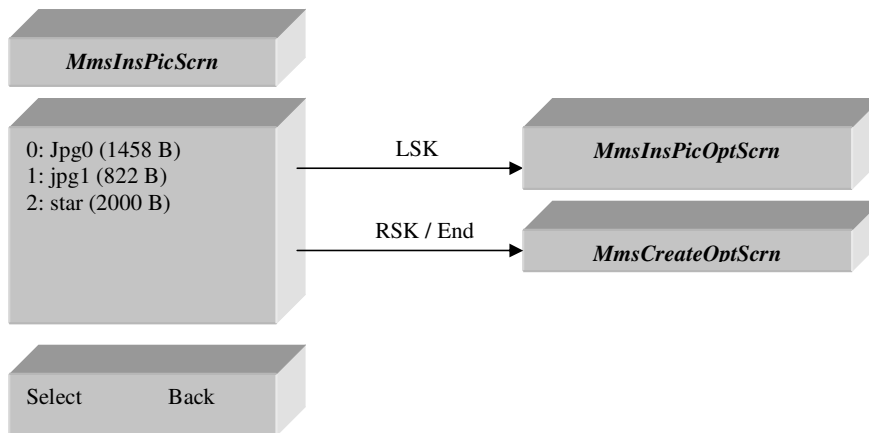 MmsInsPicScrn
0: Jpg0 (1458 B)
1: jpg1 (822 B)
2: star (2000 B)
LSK
MmsInsPicOptScrn
RSK / End
MmsCreateOptScrn
Select Back